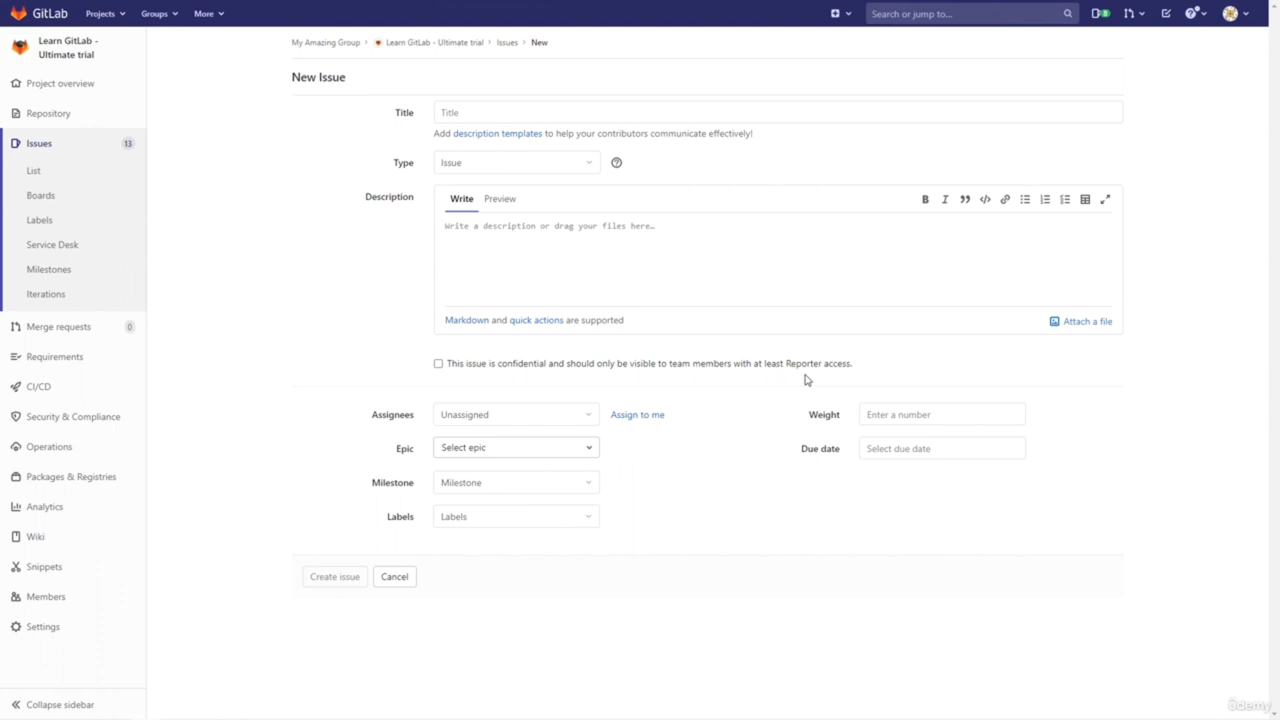 GitLab Projects Groups More Search or jump to... 8
Learn GitLab -
Ultimate trial
Project overview
Repository
Issues 13
List
Boards
Labels
Service Desk
Milestones
Iterations
Merge requests 0
Requirements
CI/CD
Security & Compliance
Operations
Packages & Registries
Analytics
Wiki
Snippets
Members
Settings
Collapse sidebar
My Amazing Group > Learn GitLab - Ultimate trial > Issues > New
New Issue
Title Title
Add description templates to help your contributors communicate effectively!
Type Issue
Description Write Preview
Write a description or drag your files here…
Markdown and quick actions are supported Attach a file
This issue is confidential and should only be visible to team members with at least Reporter access.
Assignees Unassigned Assign to me Weight Enter a number
Epic Select epic Due date Select due date
Milestone Milestone
Labels Labels
Create issue Cancel
ûdemy